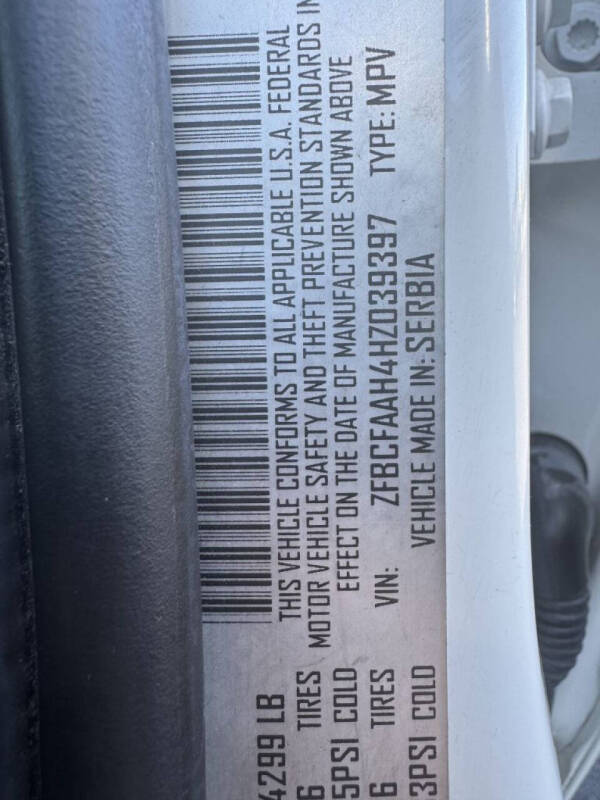 4299 LB
THIS VEHICLE CONFORMS TO ALL APPLICABLE U.S.A. FEDERAL
6 TIRES
MOTOR VEHICLE SAFETY AND THEFT PREVENTION STANDARDS IN
5PSI COLD
EFFECT ON THE DATE OF MANUFACTURE SHOWN ABOVE
6 TIRES
VIN: ZFBCFAAH4HZ039397 TYPE: MPV
3PSI COLD
VEHICLE MADE IN: SERBIA